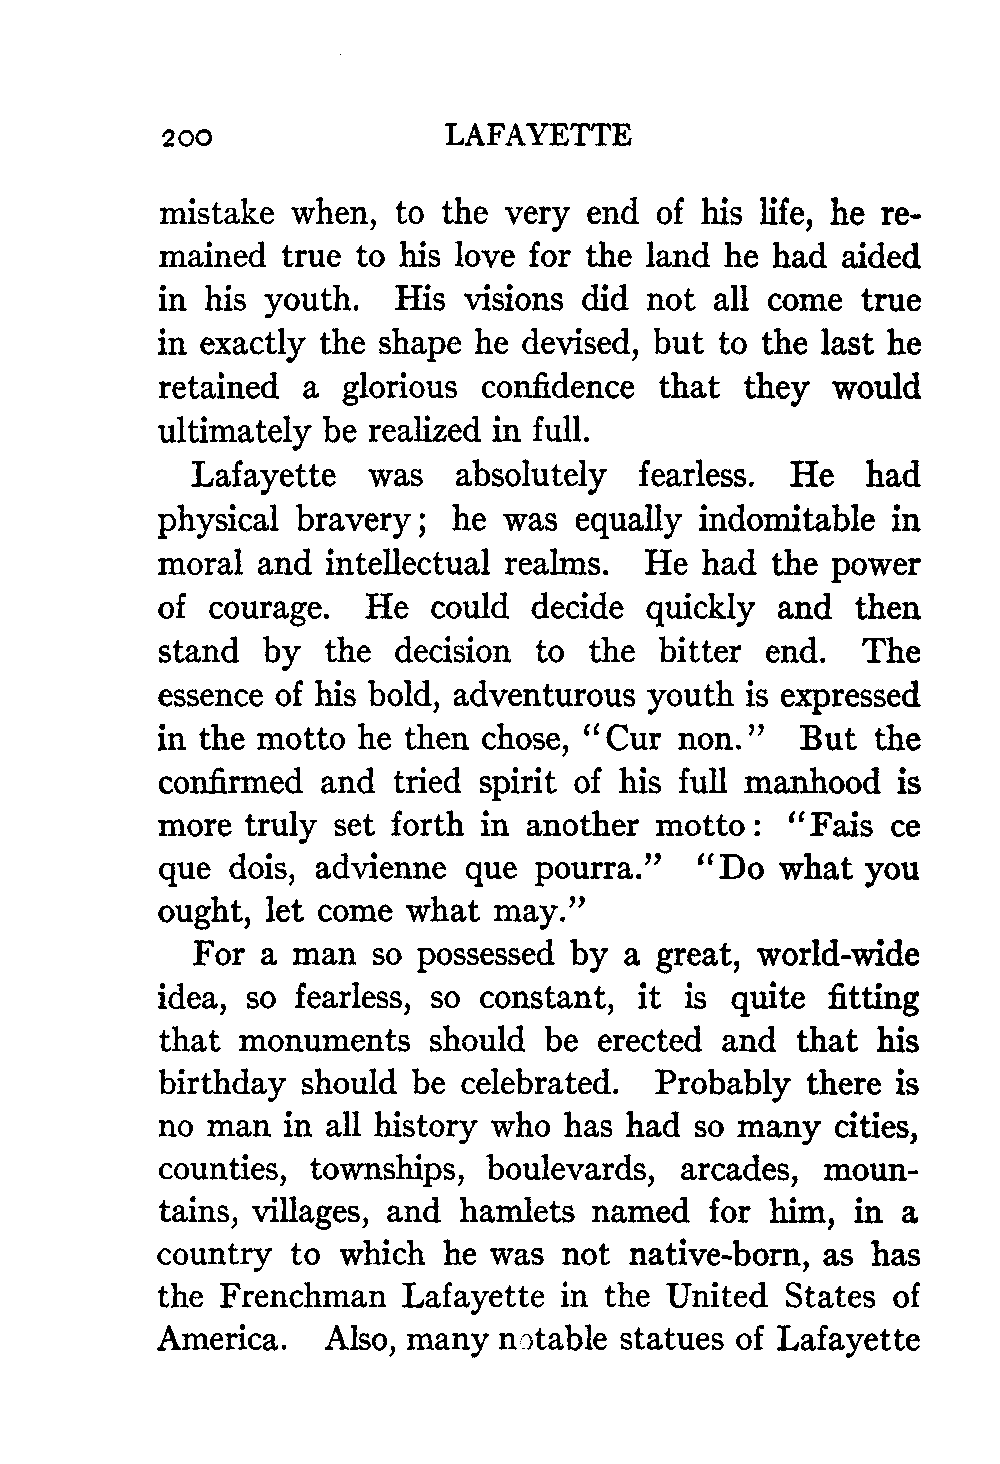 200 LAFAYETTE
mistake when, to the very end of his life, he re-
mained true to his love for the land he had aided
in his youth. His visions did not all come true
in exactly the shape he devised, but to the last he
retained a glorious confidence that they would
ultimately be realized in full.
Lafayette was absolutely fearless. He had
physical bravery; he was equally indomitable in
moral and intellectual realms. He had the power
of courage. He could decide quickly and then
stand by the decision to the bitter end. The
essence of his bold, adventurous youth is expressed
in the motto he then chose, "Cur non." But the
confirmed and tried spirit of his full manhood is
more truly set forth in another motto: "Fais ce
que dois, advienne que pourra." "Do what you
ought, let come what may."
For a man so possessed by a great, world-wide
idea, so fearless, so constant, it is quite fitting
that monuments should be erected and that his
birthday should be celebrated. Probably there is
no man in all history who has had so many cities,
counties, townships, boulevards, arcades, moun-
tains, villages, and hamlets named for him, in a
country to which he was not native-born, as has
the Frenchman Lafayette in the United States of
America. Also, many notable statues of Lafayette